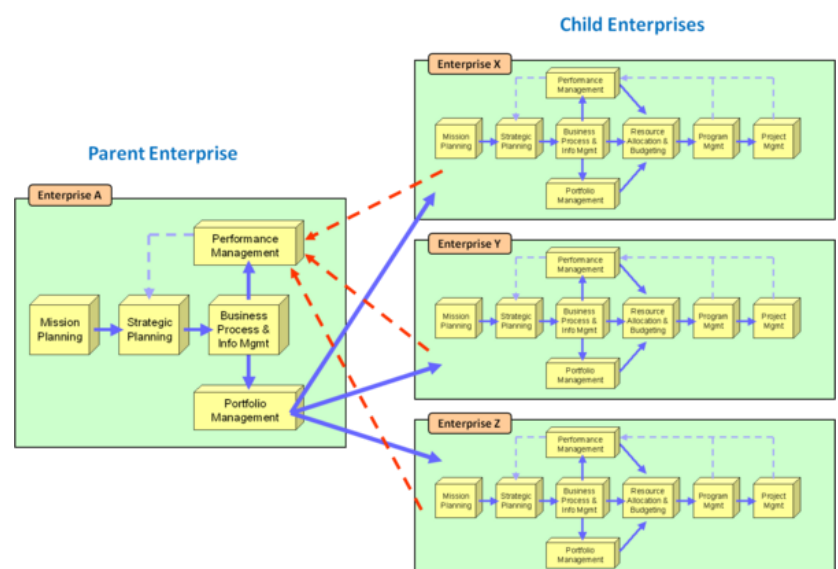 Child Enterprises
Parent Enterprise
Enterprise A
Performance
Management
Mission
Planning
Strategic
Planning
Business
Process &
Info Mgmt
Portfolio
Management
Enterprise X
Performance
Management
Mission
Planning
Strategic
Planning
Business
Process &
Info Mgmt
Resource
Allocation &
Budgeting
Program
Mgmt
Project
Mgmt
Portfolio
Management
Enterprise Y
Performance
Management
Mission
Planning
Strategic
Planning
Business
Process &
Info Mgmt
Resource
Allocation &
Budgeting
Program
Mgmt
Project
Mgmt
Portfolio
Management
Enterprise Z
Performance
Management
Mission
Planning
Strategic
Planning
Business
Process &
Info Mgmt
Resource
Allocation &
Budgeting
Program
Mgmt
Project
Mgmt
Portfolio
Management